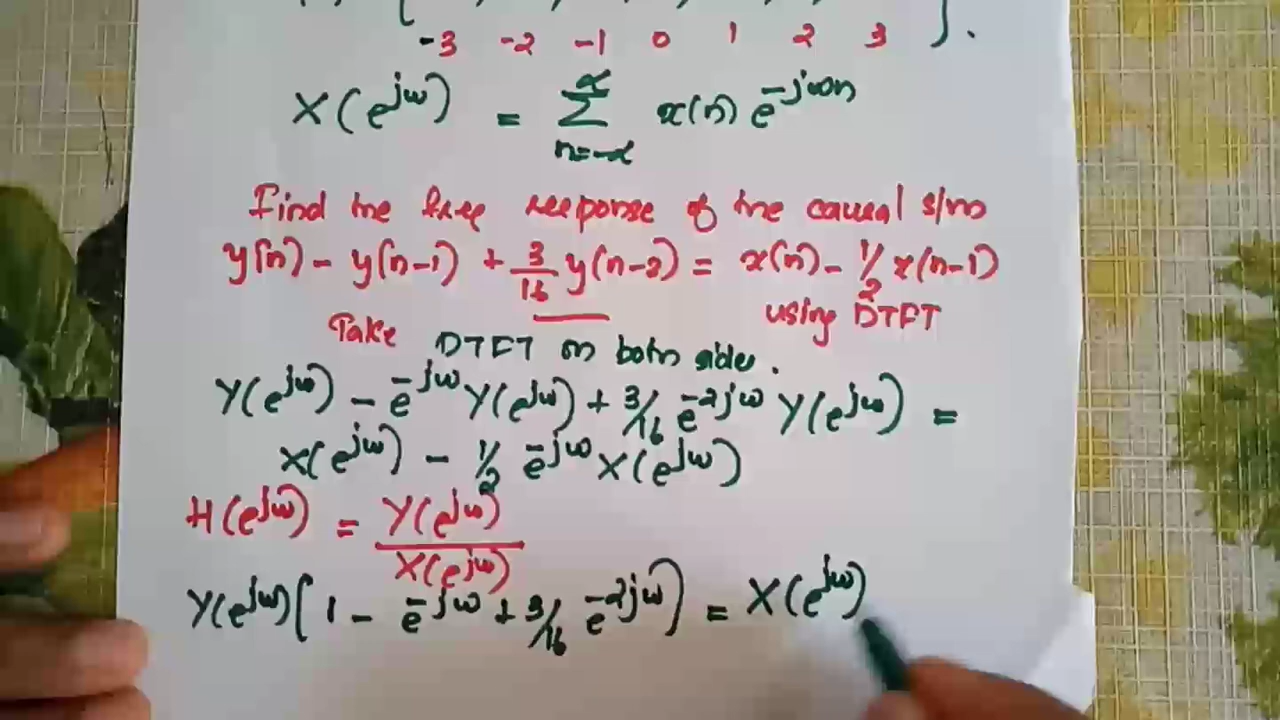 -3 -2 -1 0 1 2 3 }.
X(e^jω) = Σ_{n=-∞}^{∞} x(n) e^-jωn
Find the free response of the causal s/m
y(n) - y(n-1) + 3/16 y(n-2) = x(n) - 1/2 x(n-1)
using DTFT
Take DTFT on both sides.
Y(e^jω) - e^-jω Y(e^jω) + 3/16 e^-2jω Y(e^jω) =
X(e^jω) - 1/2 e^-jω X(e^jω)
H(e^jω) = Y(e^jω) / X(e^jω)
Y(e^jω)[1 - e^-jω + 3/16 e^-2jω] = X(e^jω)